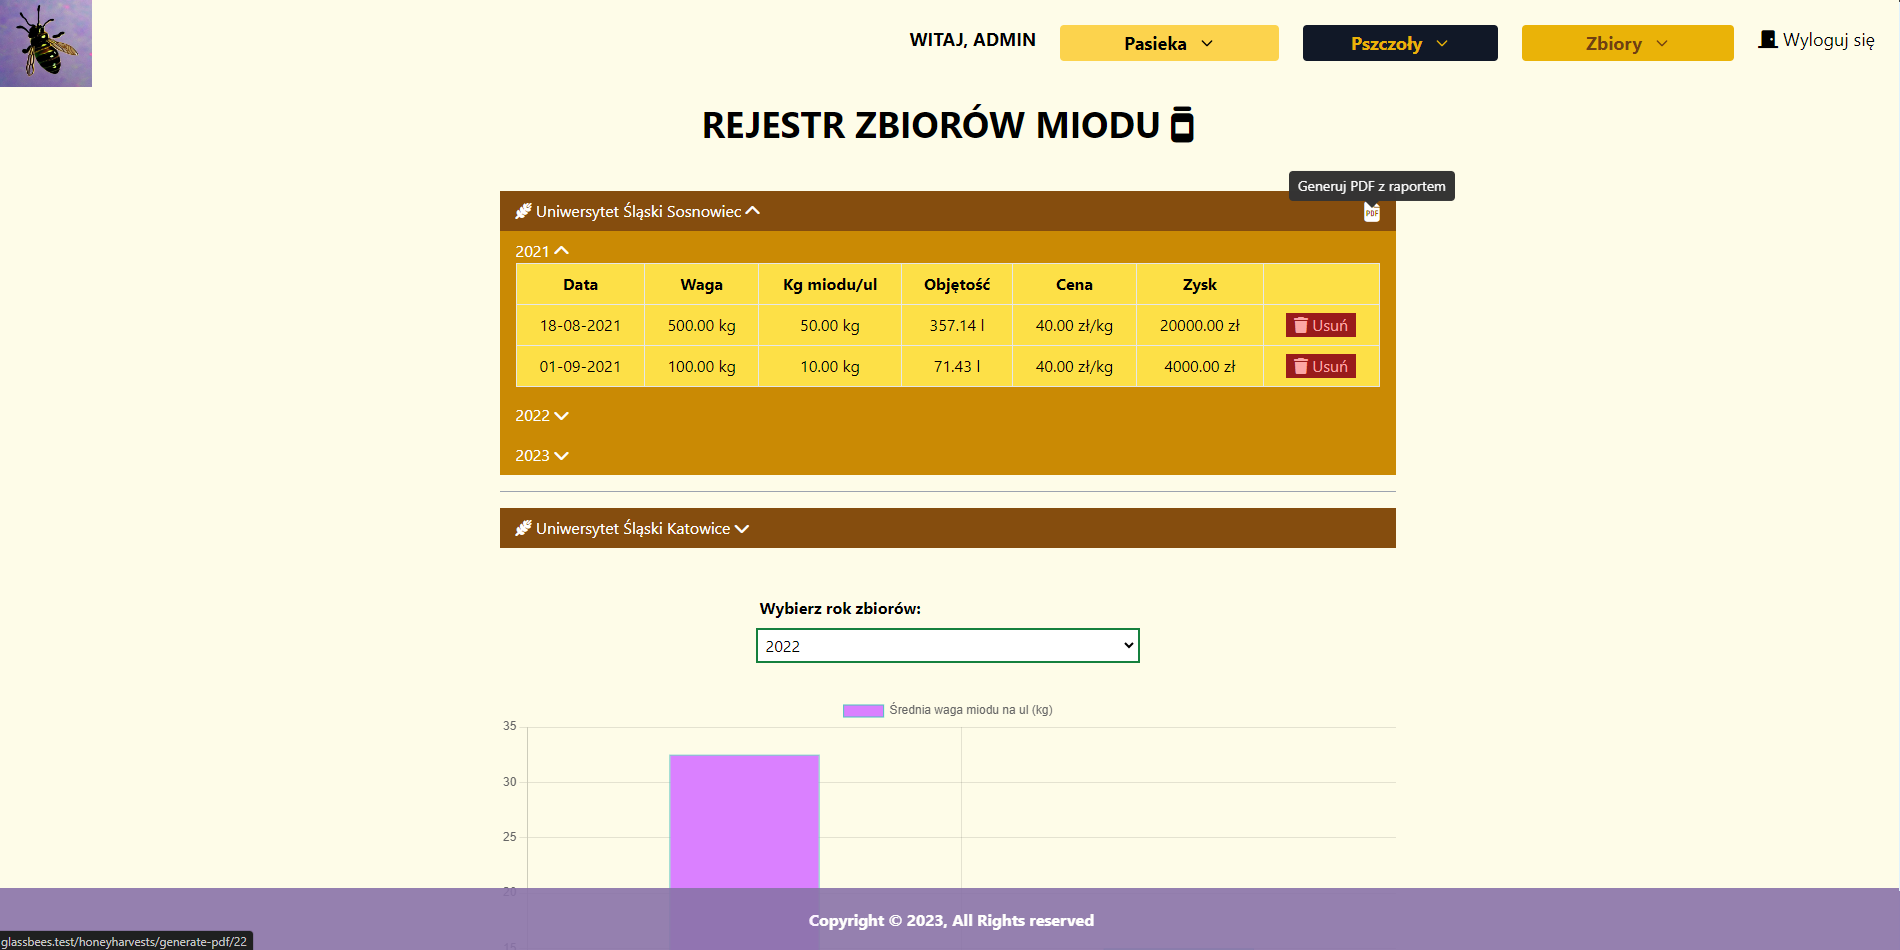 WITAJ, ADMIN
Pasieka
Pszczoły
Zbiory
Wyloguj się
REJESTR ZBIORÓW MIODU
Generuj PDF z raportem
Uniwersytet Śląski Sosnowiec
PDF
2021
Data Waga Kg miodu/ul Objętość Cena Zysk
18-08-2021 500.00 kg 50.00 kg 357.14 l 40.00 zł/kg 20000.00 zł Usuń
01-09-2021 100.00 kg 10.00 kg 71.43 l 40.00 zł/kg 4000.00 zł Usuń
2022
2023
Uniwersytet Śląski Katowice
Wybierz rok zbiorów:
2022
Średnia waga miodu na ul (kg)
35
30
25
20
15
Copyright © 2023, All Rights reserved
glassbees.test/honeyharvests/generate-pdf/22